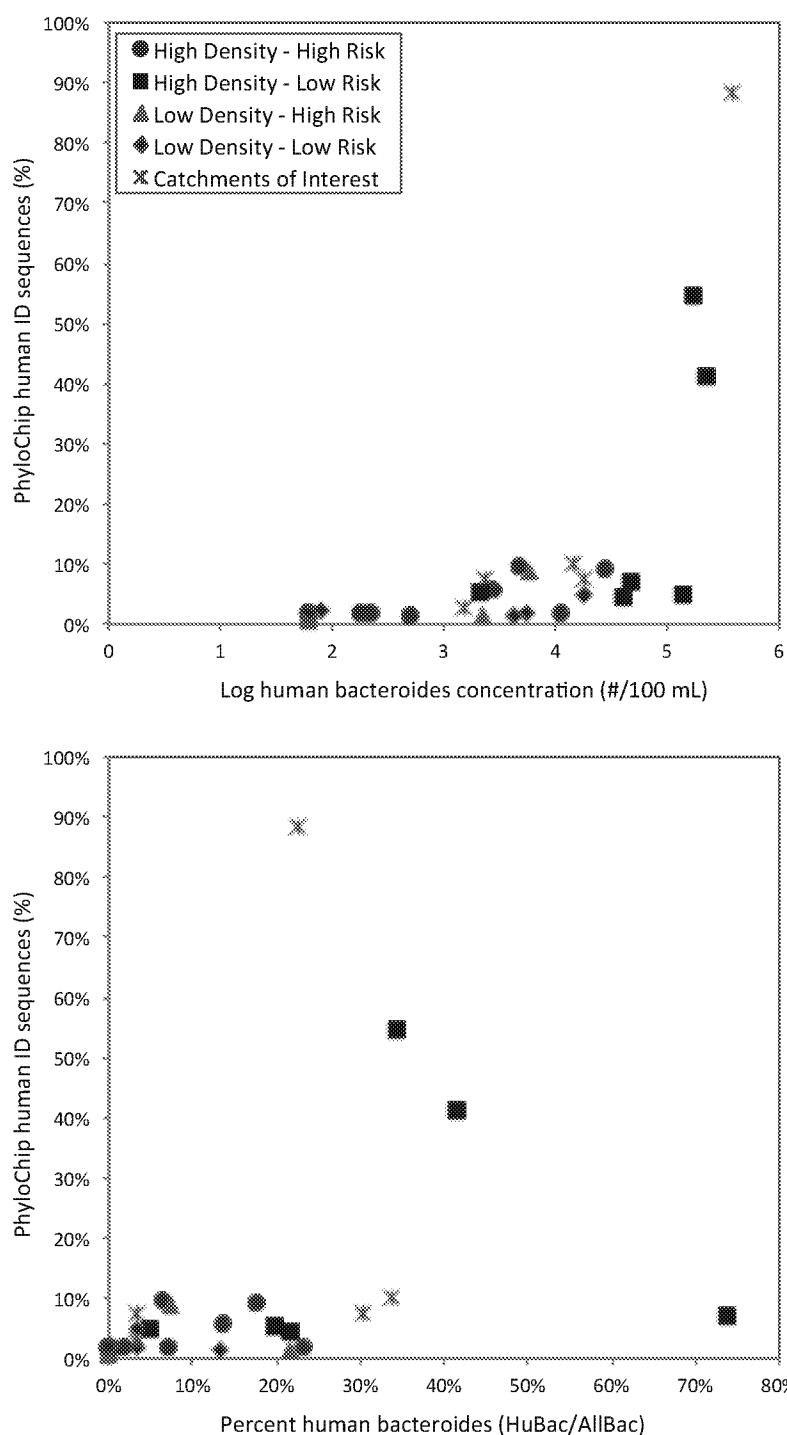 100%
90%
80%
70%
60%
50%
40%
30%
20%
10%
0%
PhyloChip human ID sequences (%)
High Density - High Risk
High Density - Low Risk
Low Density - High Risk
Low Density - Low Risk
Catchments of Interest
0 1 2 3 4 5 6
Log human bacteroides concentration (#/100 mL)
100%
90%
80%
70%
60%
50%
40%
30%
20%
10%
0%
PhyloChip human ID sequences (%)
0% 10% 20% 30% 40% 50% 60% 70% 80%
Percent human bacteroides (HuBac/AllBac)